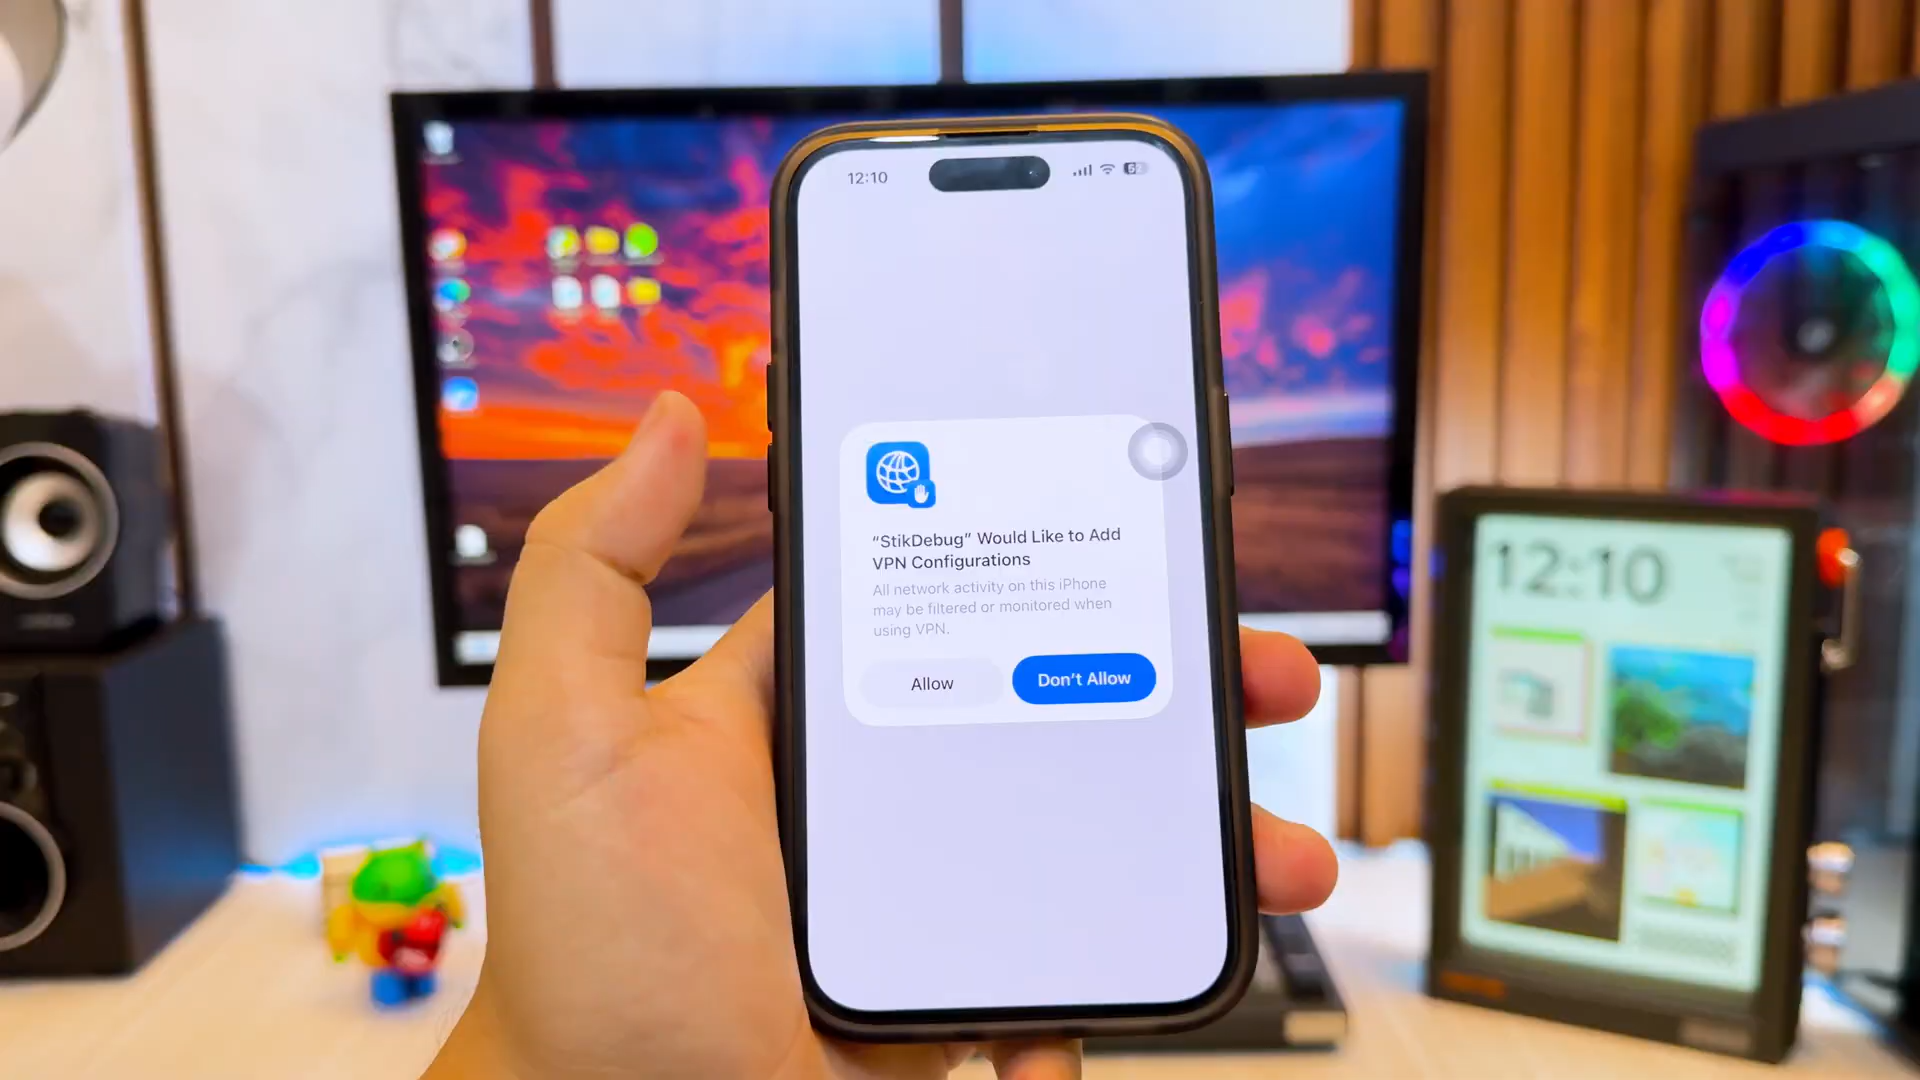 12:10
“StikDebug” Would Like to Add
VPN Configurations
All network activity on this iPhone
may be filtered or monitored when
using VPN.
Allow
Don’t Allow
12:10